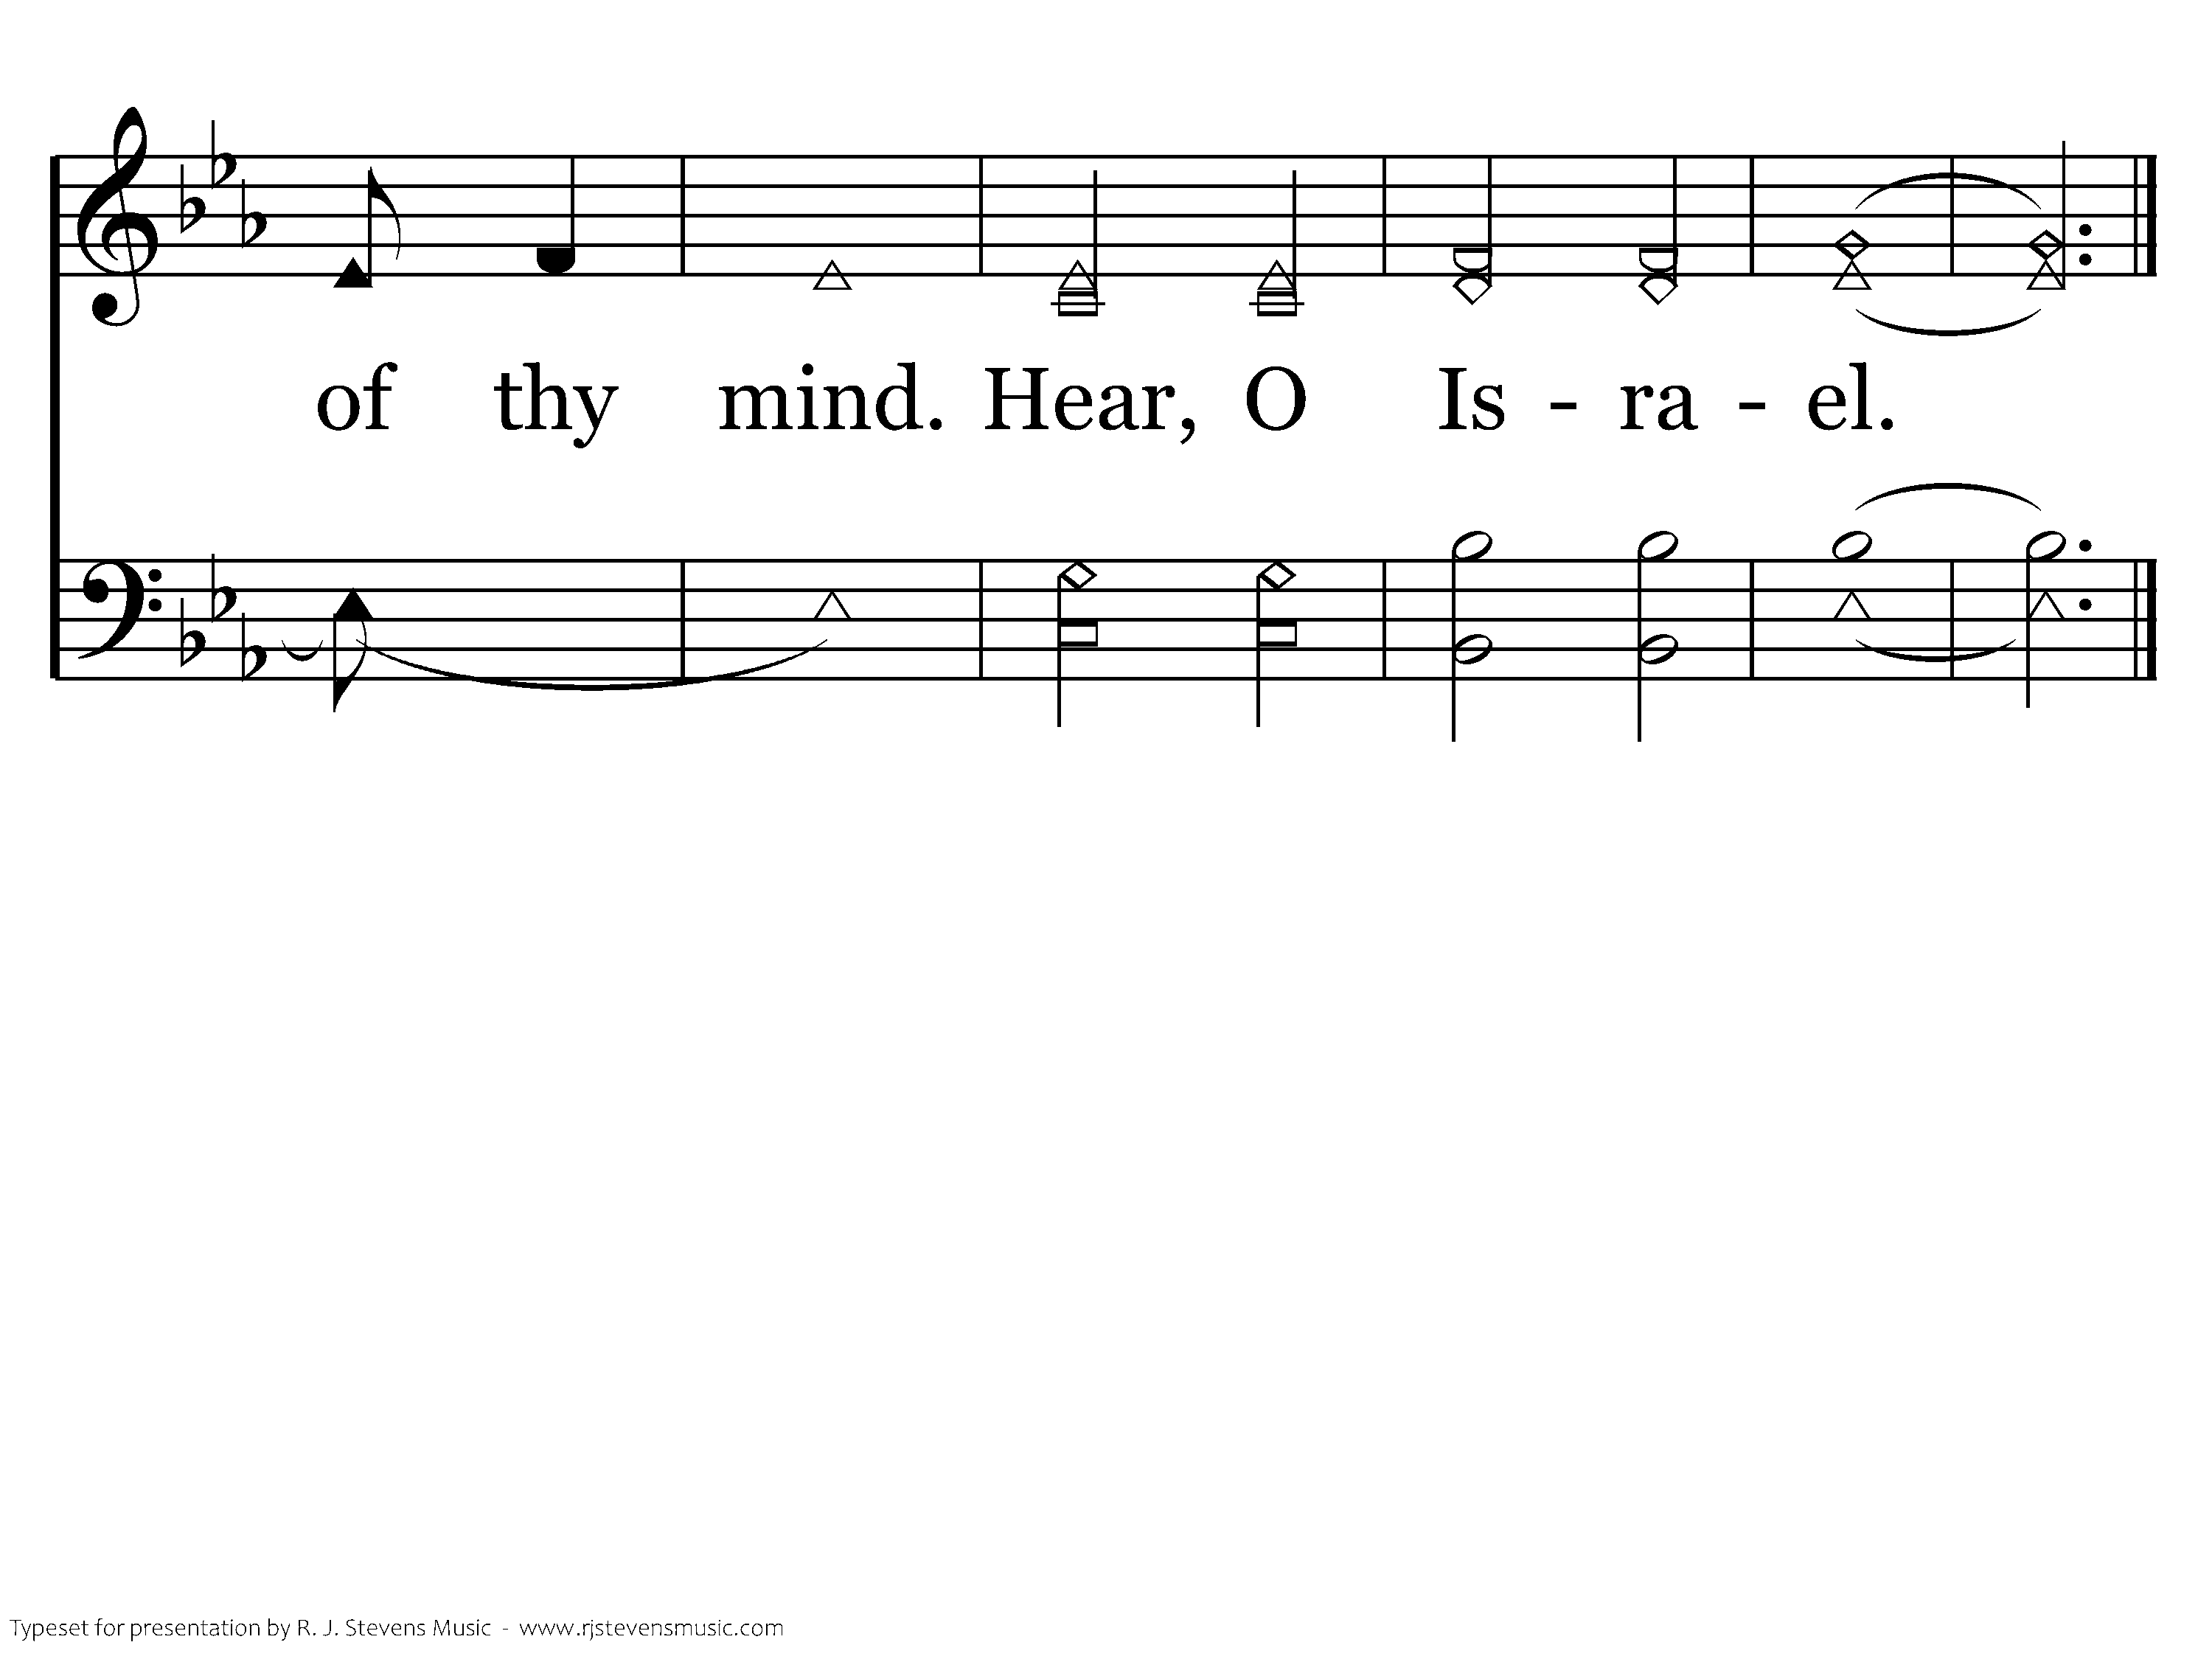 of thy mind. Hear, O Is - ra - el.
Typeset for presentation by R. J. Stevens Music - www.rjstevensmusic.com